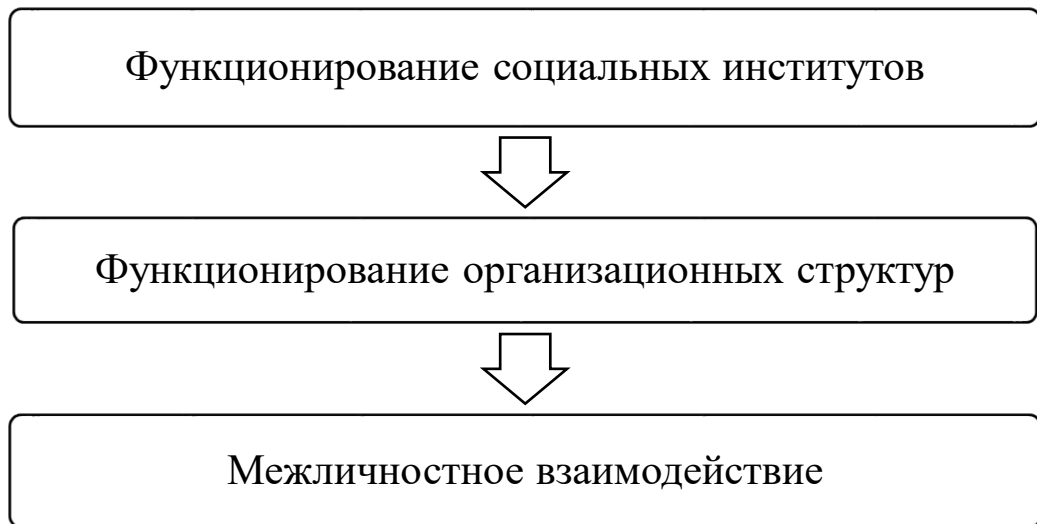 Функционирование социальных институтов
Функционирование организационных структур
Межличностное взаимодействие